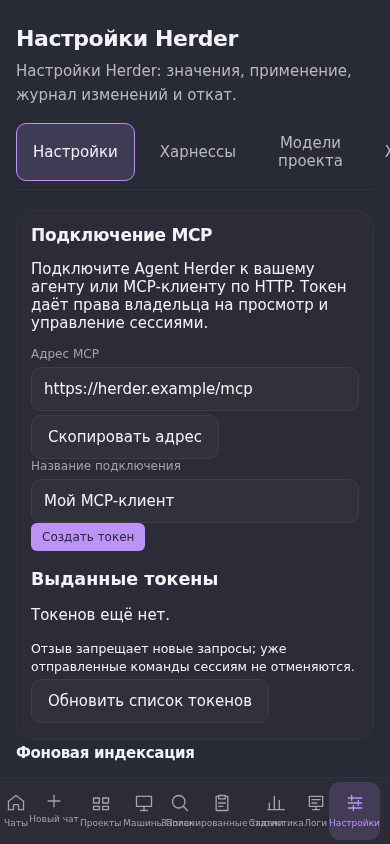 Настройки Herder
Настройки Herder: значения, применение,
журнал изменений и откат.
Настройки
Харнессы
Модели
проекта
Подключение MCP
Подключите Agent Herder к вашему
агенту или MCP-клиенту по HTTP. Токен
даёт права владельца на просмотр и
управление сессиями.
Адрес MCP
https://herder.example/mcp
Скопировать адрес
Название подключения
Мой MCP-клиент
Создать токен
Выданные токены
Токенов ещё нет.
Отзыв запрещает новые запросы; уже
отправленные команды сессиям не отменяются.
Обновить список токенов
Фоновая индексация
Чаты
Новый чат
Проекты
Машины
Логи
Настройки